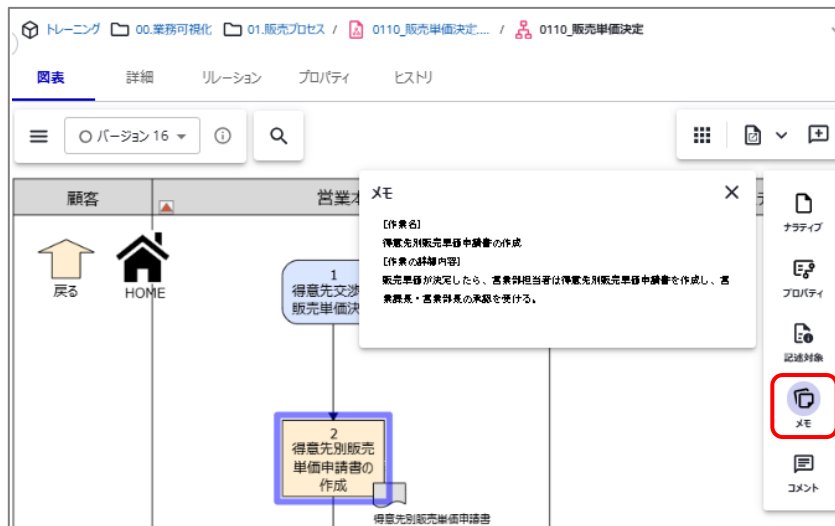 トレーニング 00.業務可視化 01.販売プロセス / 0110_販売単価決定.... / 0110_販売単価決定
図表 詳細 リレーション プロパティ ヒストリ
バージョン 16
顧客
営業本
戻る
HOME
1
得意先交渉
販売単価決
メモ
[作業名]
得意先別販売単価申請書の作成
[作業の詳細内容]
販売単価が決定したら、営業部担当者は得意先別販売単価申請書を作成し、営
業課長・営業部長の承認を受ける。
2
得意先別販売
単価申請書の
作成
得意先別販売単価申請書
ナラティブ
プロパティ
記述対象
メモ
コメント